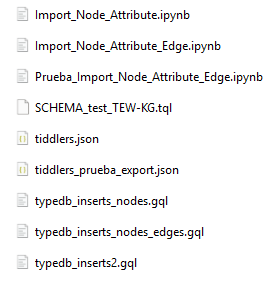 Import_Node_Attribute.ipynb
Import_Node_Attribute_Edge.ipynb
Prueba_Import_Node_Attribute_Edge.ipynb
SCHEMA_test_TEW-KG.tql
tiddlers.json
tiddlers_prueba_export.json
typedb_inserts_nodes.gql
typedb_inserts_nodes_edges.gql
typedb_inserts2.gql